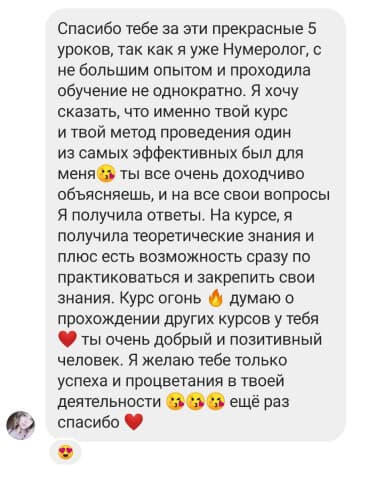 Спасибо тебе за эти прекрасные 5
уроков, так как я уже Нумеролог, с
не большим опытом и проходила
обучение не однократно. Я хочу
сказать, что именно твой курс
и твой метод проведения один
из самых эффективных был для
меня😘 ты все очень доходчиво
объясняешь, и на все свои вопросы
Я получила ответы. На курсе, я
получила теоретические знания и
плюс есть возможность сразу по
практиковаться и закрепить свои
знания. Курс огонь 🔥 думаю о
прохождении других курсов у тебя
❤️ ты очень добрый и позитивный
человек. Я желаю тебе только
успеха и процветания в твоей
деятельности 😘😘😘 ещё раз
спасибо ❤️
😍